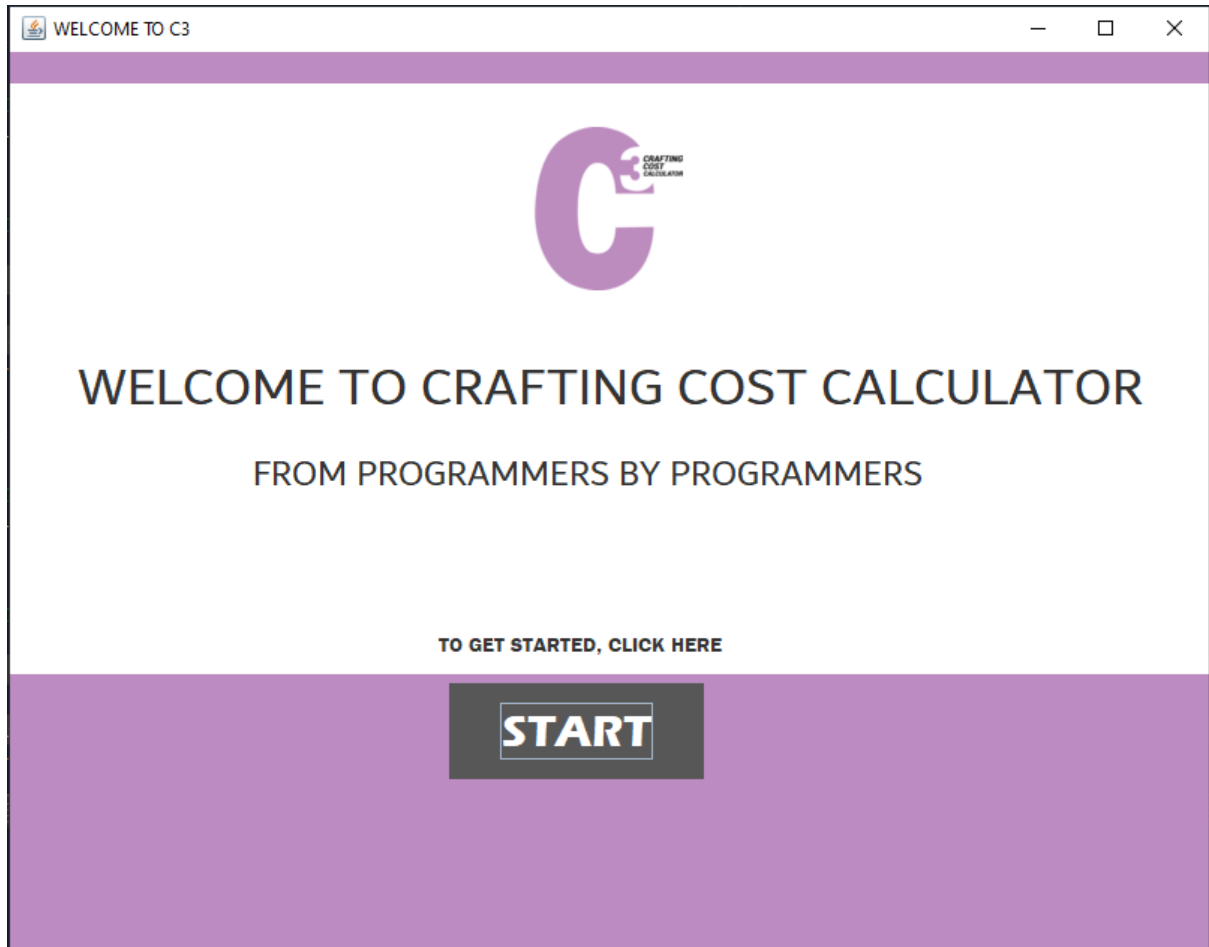 WELCOME TO C3
C3
CRAFTING
COST
CALCULATOR
WELCOME TO CRAFTING COST CALCULATOR
FROM PROGRAMMERS BY PROGRAMMERS
TO GET STARTED, CLICK HERE
START